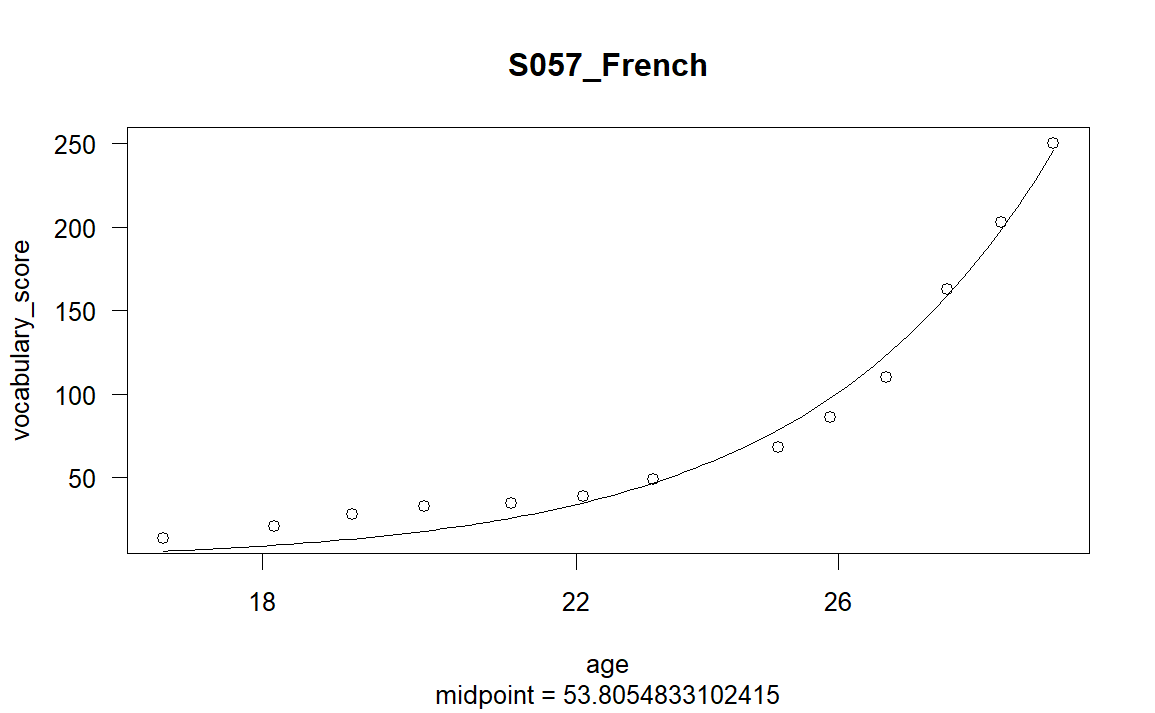 S057_French
250
200
150
100
50
vocabulary_score
18 22 26
age
midpoint = 53.8054833102415